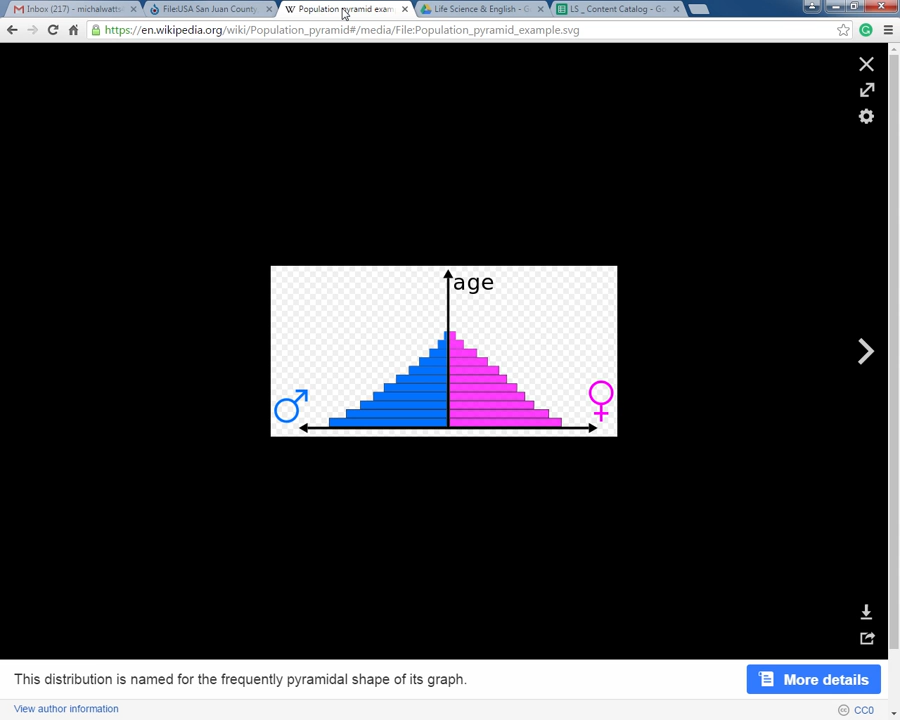 Inbox (217) - michalwatts
File:USA San Juan County
Population pyramid exam
Life Science & English - G
LS _ Content Catalog - Go
https://en.wikipedia.org/wiki/Population_pyramid#/media/File:Population_pyramid_example.svg
age
This distribution is named for the frequently pyramidal shape of its graph.
More details
View author information
CC0